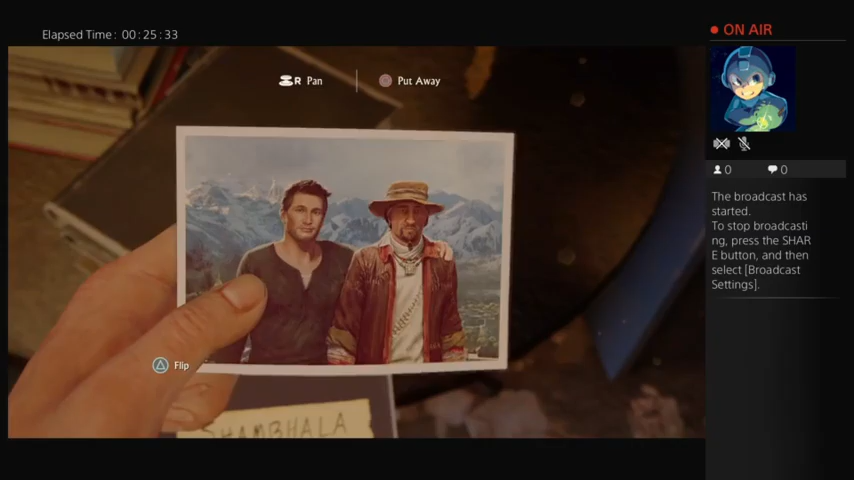 Elapsed Time: 00:25:33
ON AIR
R Pan
Put Away
0
0
The broadcast has
started.
To stop broadcasti
ng, press the SHAR
E button, and then
select [Broadcast
Settings].
Flip
SHAMBHALA